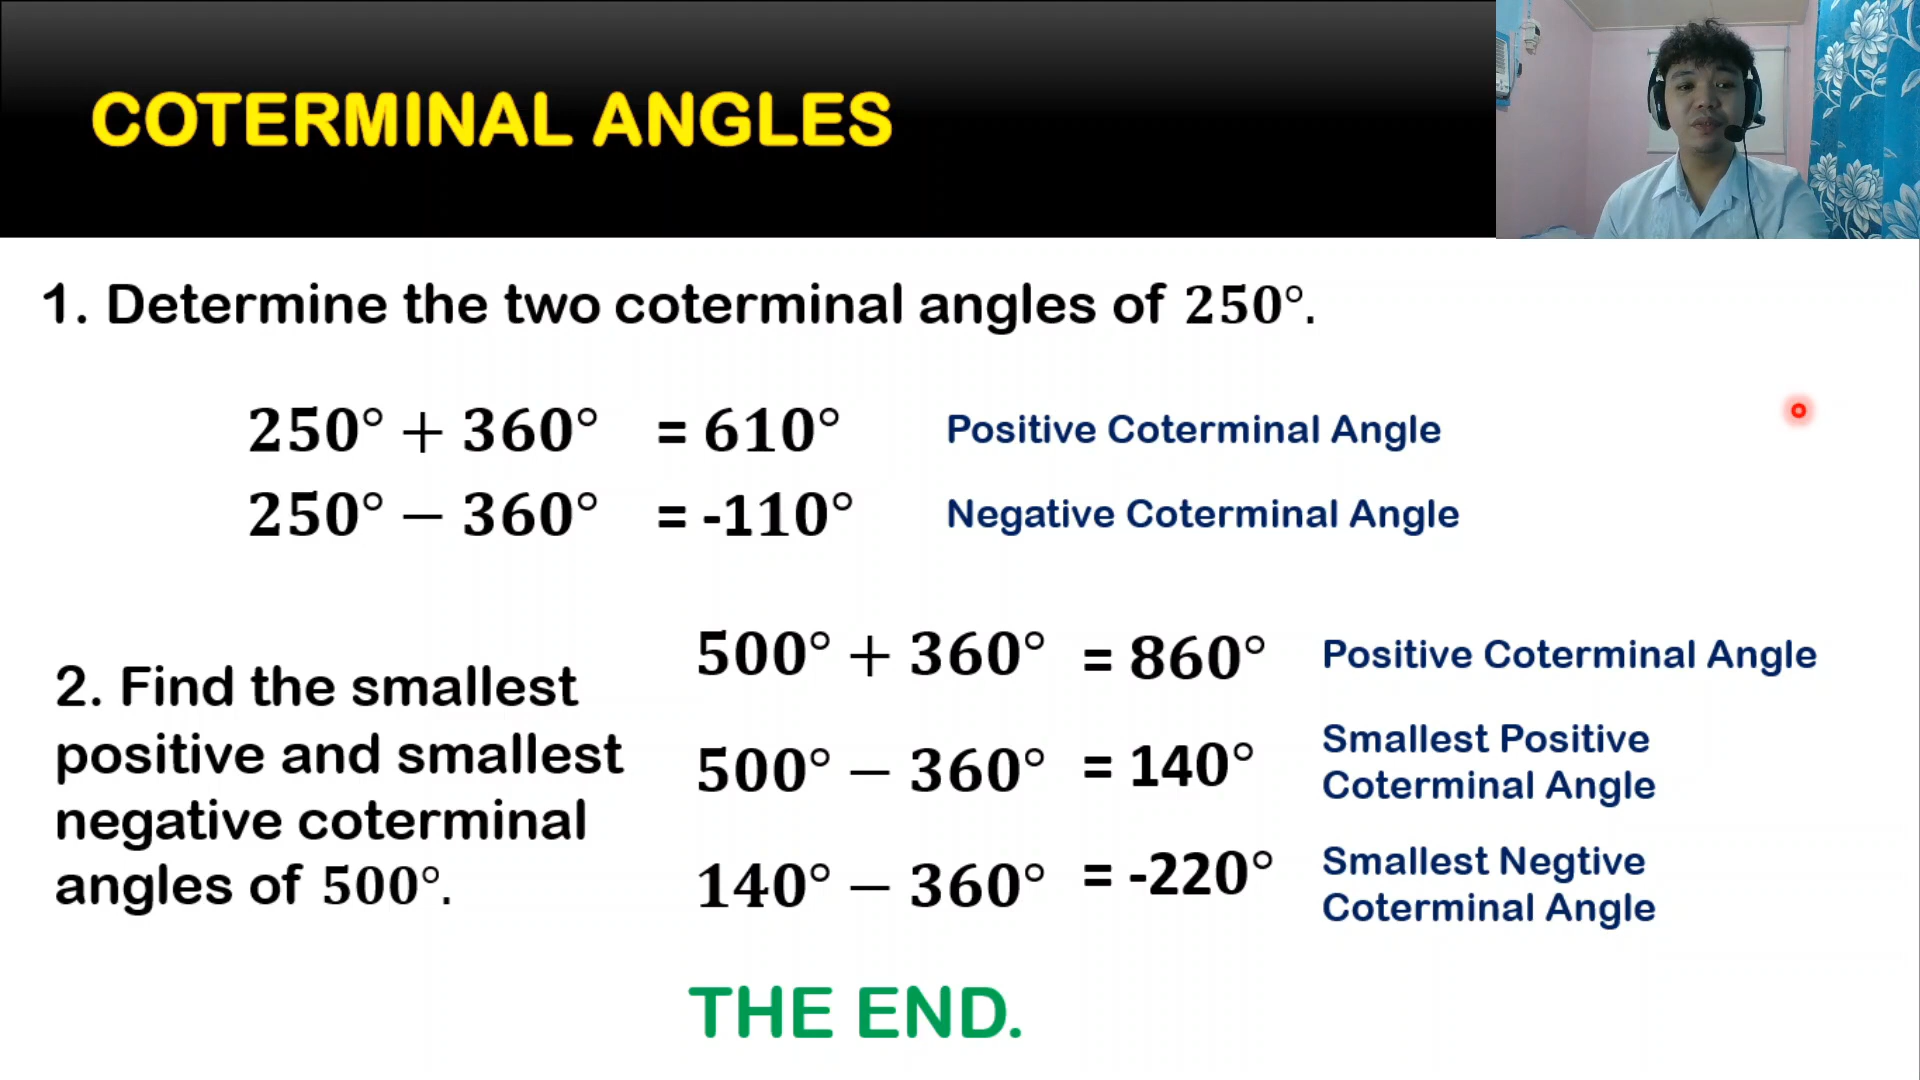 COTERMINAL ANGLES
1. Determine the two coterminal angles of 250°.
250° + 360° = 610° Positive Coterminal Angle
250° − 360° = -110° Negative Coterminal Angle
2. Find the smallest
positive and smallest
negative coterminal
angles of 500°.
500° + 360° = 860° Positive Coterminal Angle
500° − 360° = 140° Smallest Positive
Coterminal Angle
140° − 360° = -220° Smallest Negtive
Coterminal Angle
THE END.